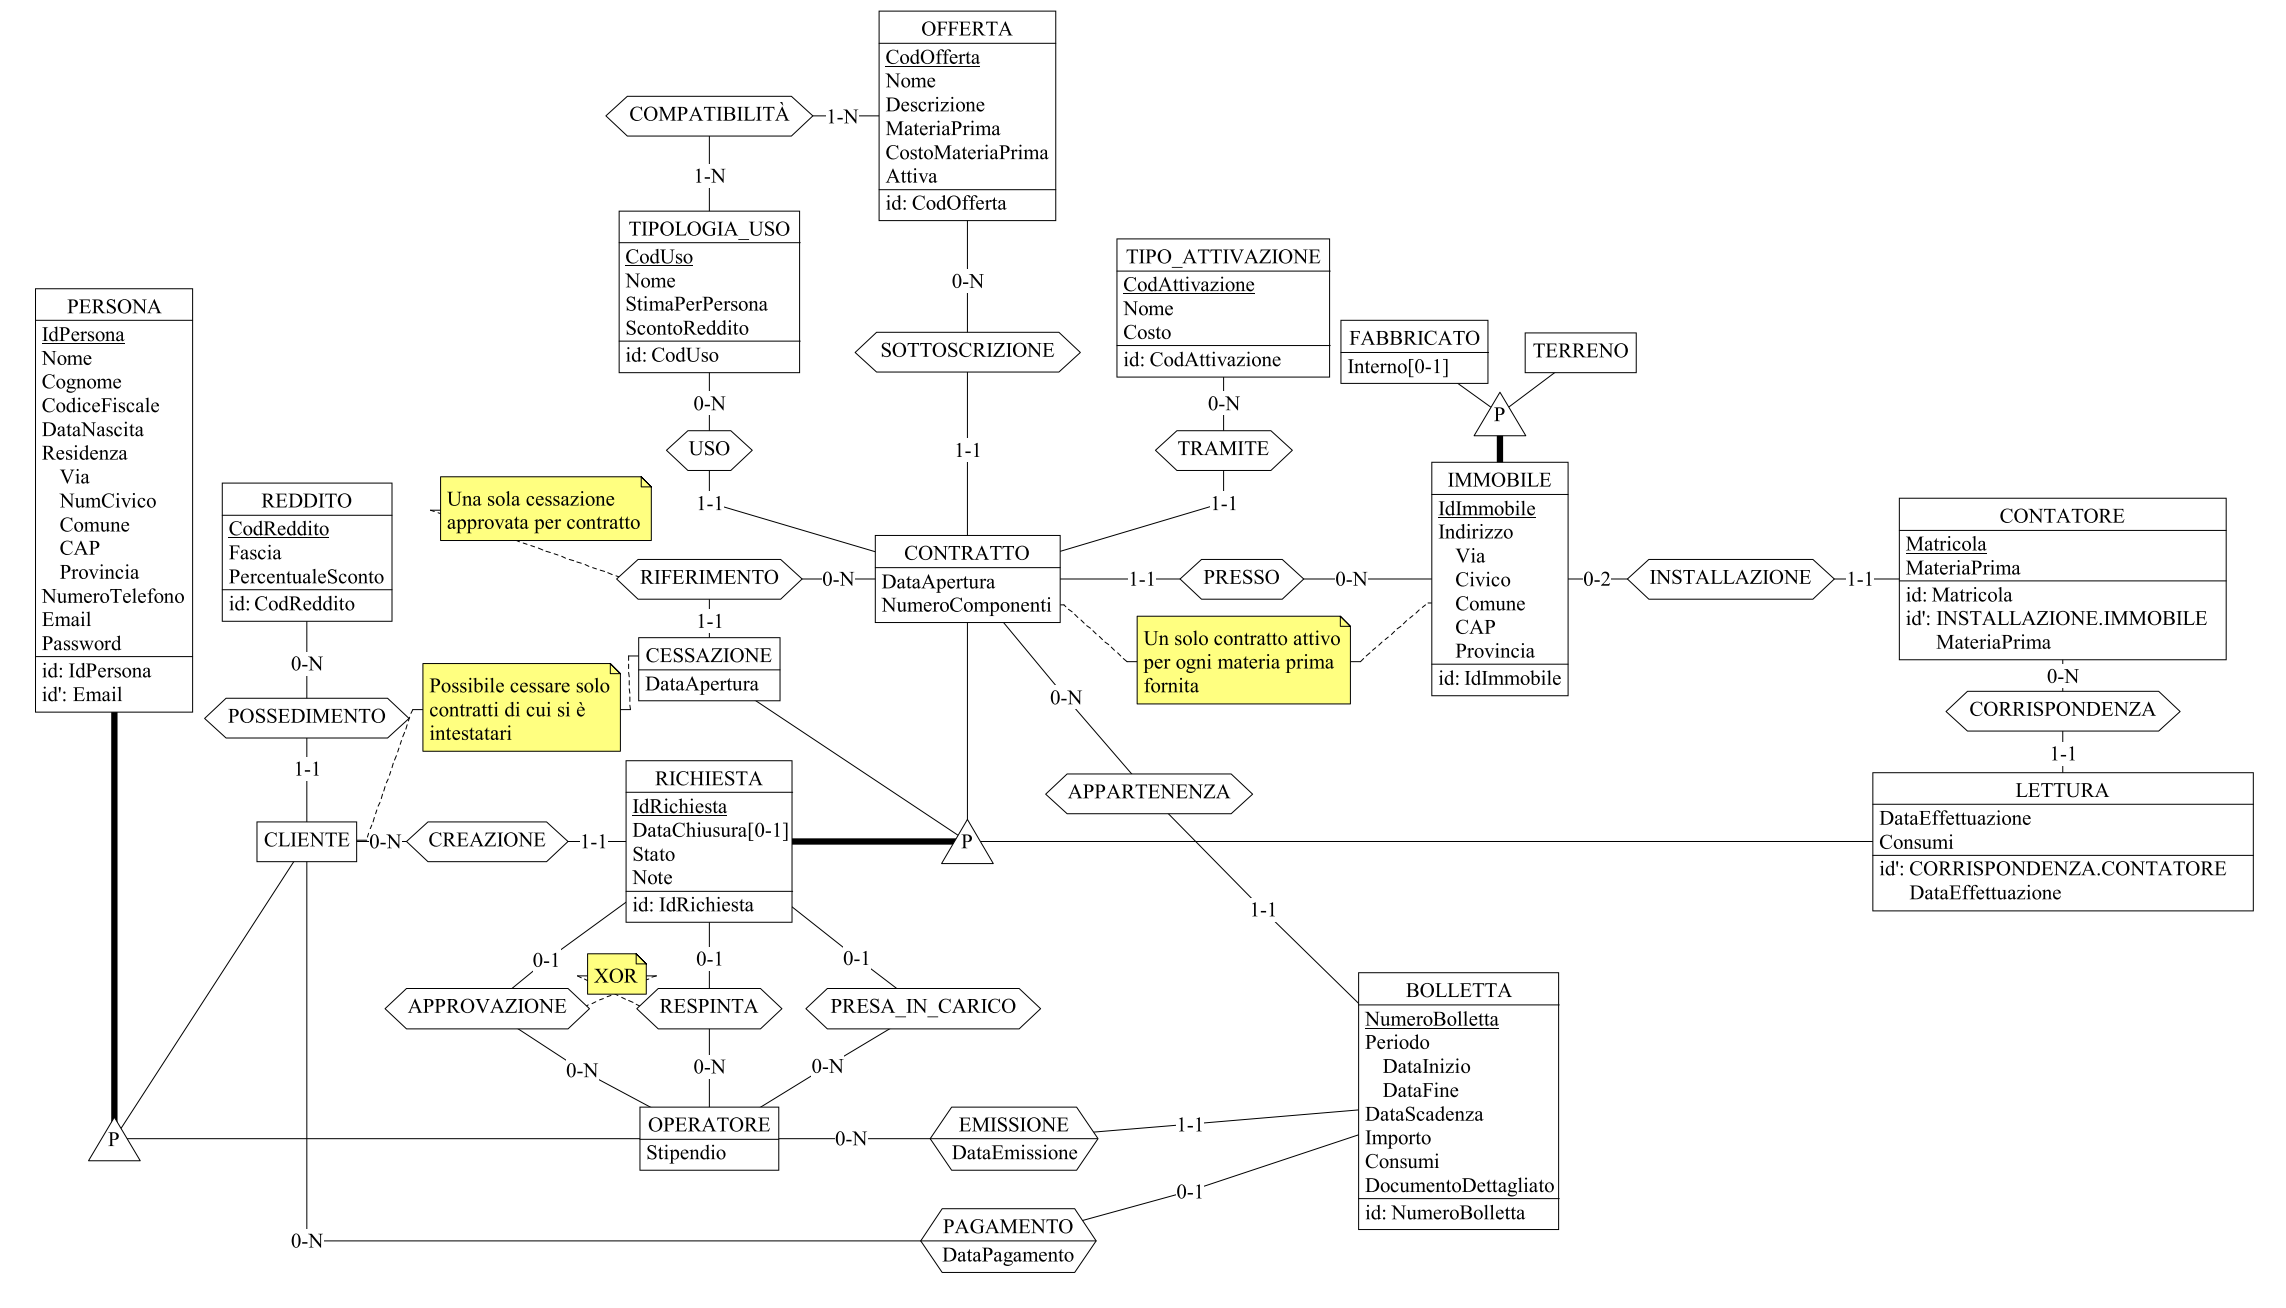 OFFERTA
CodOfferta
Nome
Descrizione
MateriaPrima
CostoMateriaPrima
Attiva
id: CodOfferta
COMPATIBILITÀ
1-N
1-N
TIPOLOGIA_USO
CodUso
Nome
StimaPerPersona
ScontoReddito
id: CodUso
0-N
USO
1-1
0-N
SOTTOSCRIZIONE
1-1
TIPO_ATTIVAZIONE
CodAttivazione
Nome
Costo
id: CodAttivazione
0-N
TRAMITE
1-1
FABBRICATO
Interno[0-1]
TERRENO
P
PERSONA
IdPersona
Nome
Cognome
CodiceFiscale
DataNascita
Residenza
Via
NumCivico
Comune
CAP
Provincia
NumeroTelefono
Email
Password
id: IdPersona
id': Email
REDDITO
CodReddito
Fascia
PercentualeSconto
id: CodReddito
0-N
POSSEDIMENTO
1-1
Una sola cessazione
approvata per contratto
RIFERIMENTO
0-N
1-1
CONTRATTO
DataApertura
NumeroComponenti
1-1
PRESSO
0-N
IMMOBILE
IdImmobile
Indirizzo
Via
Civico
Comune
CAP
Provincia
id: IdImmobile
0-2
INSTALLAZIONE
1-1
CONTATORE
Matricola
MateriaPrima
id: Matricola
id': INSTALLAZIONE.IMMOBILE
MateriaPrima
0-N
CORRISPONDENZA
1-1
CESSAZIONE
DataApertura
Possibile cessare solo
contratti di cui si è
intestatari
Un solo contratto attivo
per ogni materia prima
fornita
0-N
APPARTENENZA
1-1
LETTURA
DataEffettuazione
Consumi
id': CORRISPONDENZA.CONTATORE
DataEffettuazione
CLIENTE
0-N
CREAZIONE
1-1
RICHIESTA
IdRichiesta
DataChiusura[0-1]
Stato
Note
id: IdRichiesta
P
0-1
0-1
0-1
XOR
APPROVAZIONE
RESPINTA
PRESA_IN_CARICO
0-N
0-N
0-N
P
OPERATORE
Stipendio
0-N
EMISSIONE
DataEmissione
1-1
BOLLETTA
NumeroBolletta
Periodo
DataInizio
DataFine
DataScadenza
Importo
Consumi
DocumentoDettagliato
id: NumeroBolletta
0-1
0-N
PAGAMENTO
DataPagamento